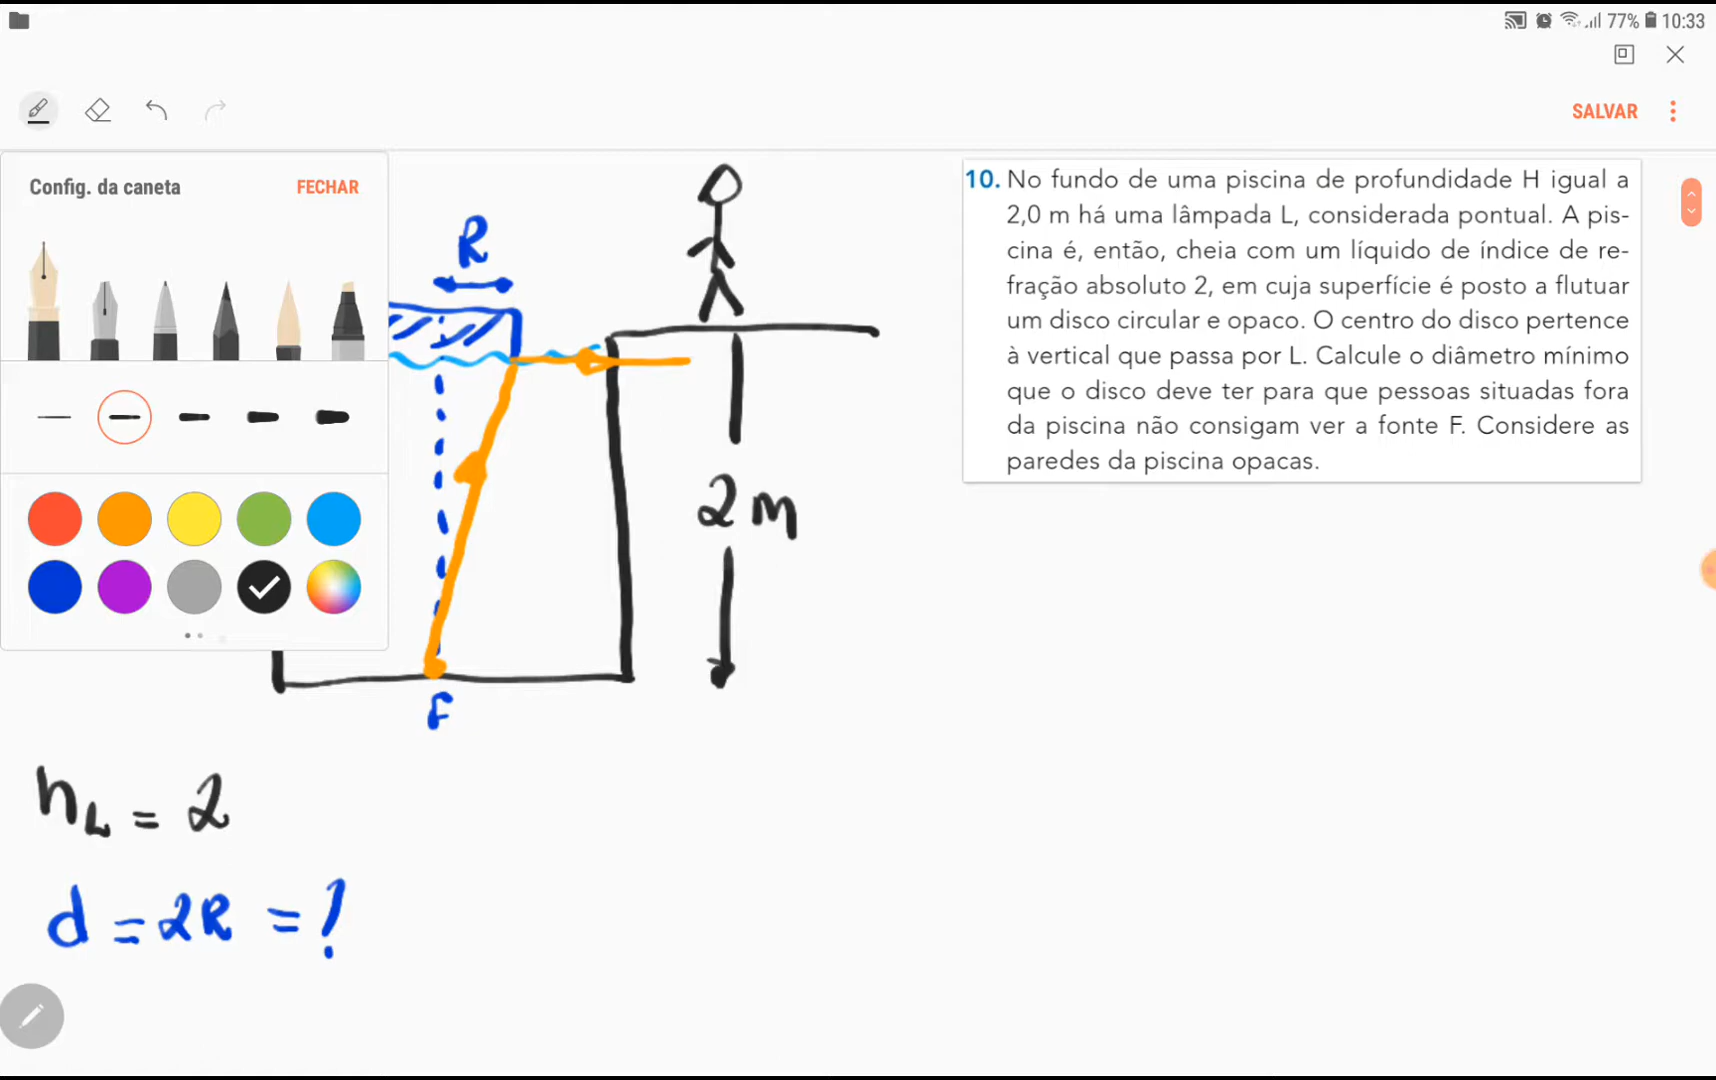 77% 10:33
SALVAR
Config. da caneta FECHAR
R
10. No fundo de uma piscina de profundidade H igual a
2,0 m há uma lâmpada L, considerada pontual. A pis-
cina é, então, cheia com um líquido de índice de re-
fração absoluto 2, em cuja superfície é posto a flutuar
um disco circular e opaco. O centro do disco pertence
à vertical que passa por L. Calcule o diâmetro mínimo
que o disco deve ter para que pessoas situadas fora
da piscina não consigam ver a fonte F. Considere as
paredes da piscina opacas.
2 m
F
nL = 2
d = 2R = ?